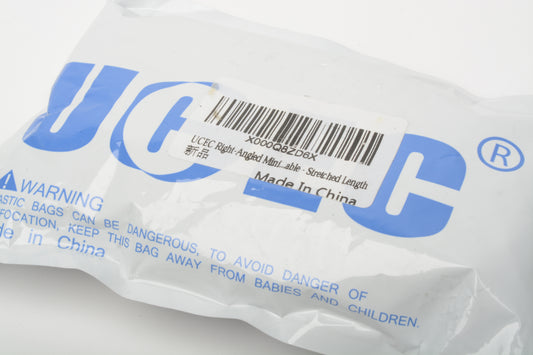 UC C ®
X000Q8ZD6X
UCEC Right-Angled Mini...able - Stretched Length
新品
Made In China
WARNING
ASTIC BAGS CAN BE DANGEROUS, TO AVOID DANGER OF
FOCATION, KEEP THIS BAG AWAY FROM BABIES AND CHILDREN.
de in China